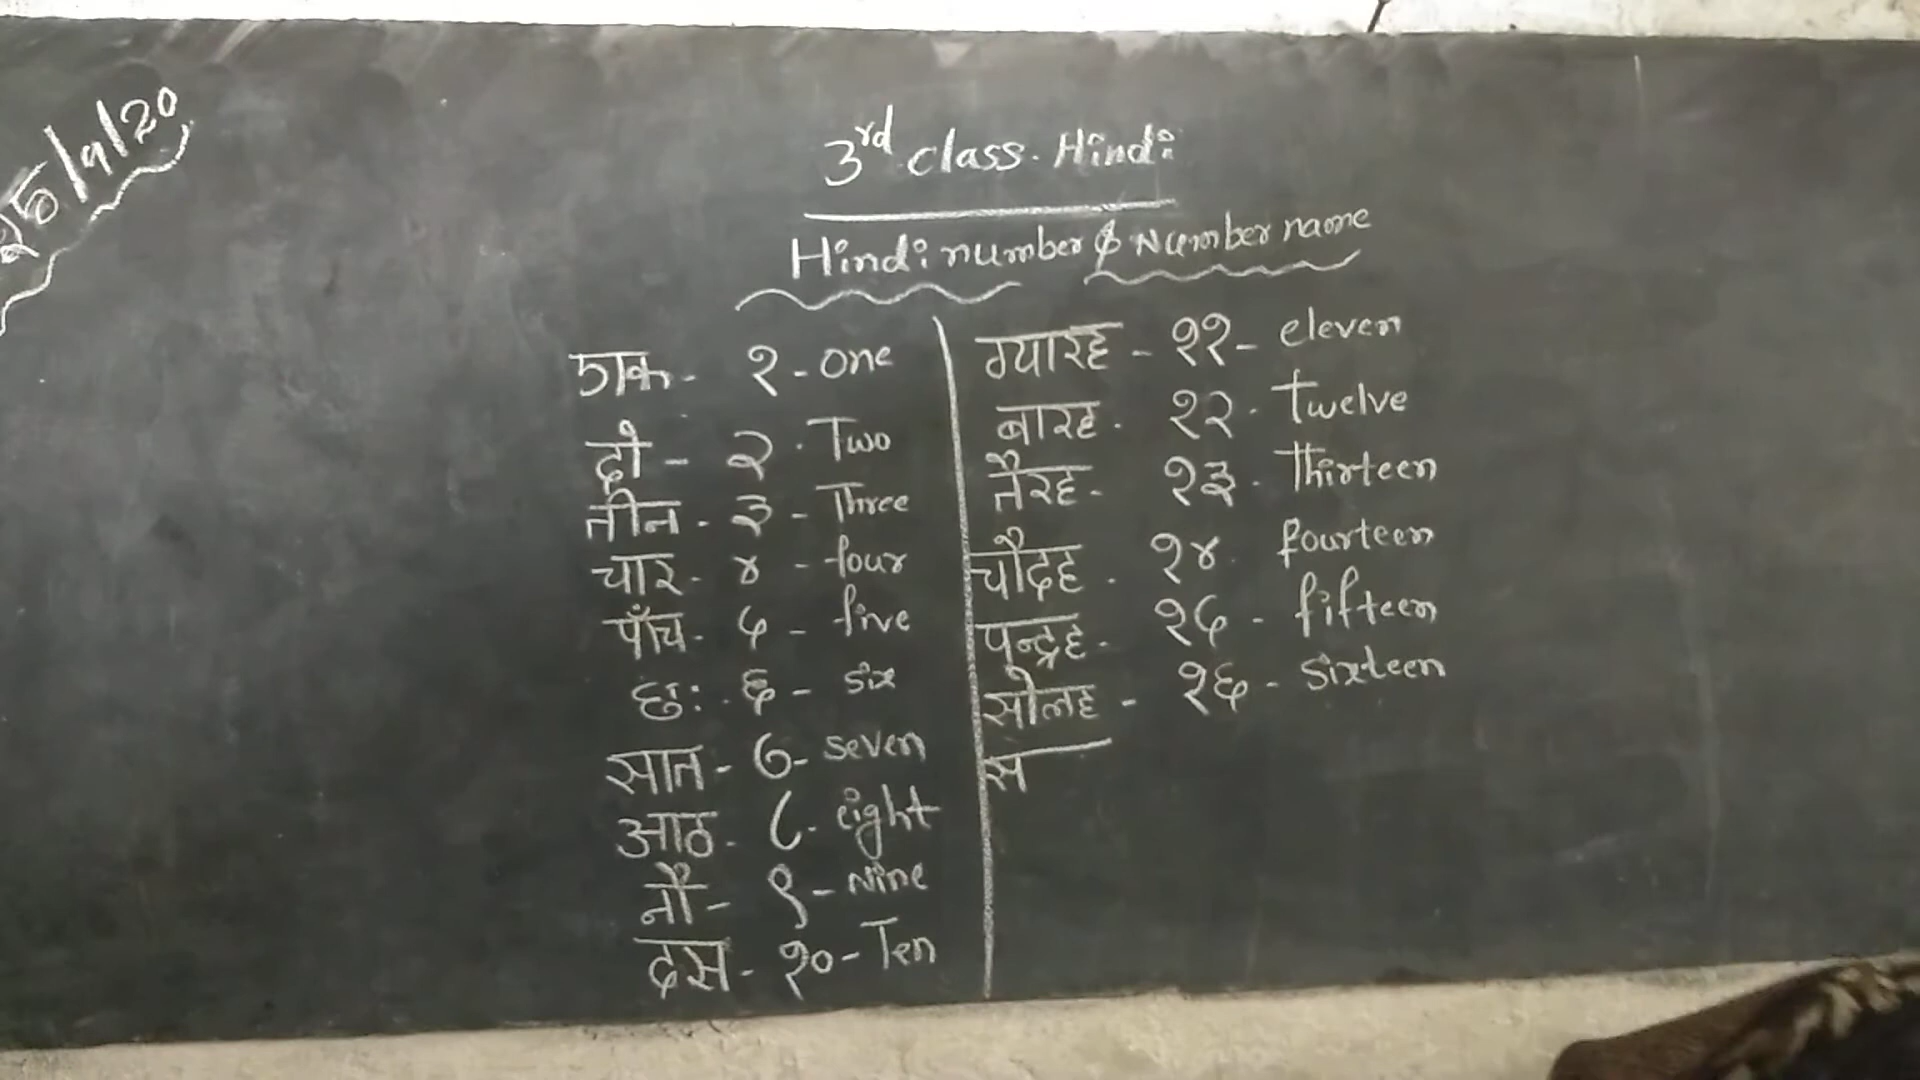 25/9/20
3rd class. Hindi
Hindi number & Number name
एक - १ - one
दो - २ - Two
तीन - ३ - Three
चार - ४ - four
पाँच - ५ - five
छः - ६ - six
सात - ७ - seven
आठ - ८ - eight
नौ - ९ - Nine
दस - १० - Ten
ग्यारह - ११ - eleven
बारह - १२ - Twelve
तैरह - १३ - Thirteen
चौदह - १४ fourteen
पन्द्रह - १५ - fifteen
सोलह - १६ - sixteen
स